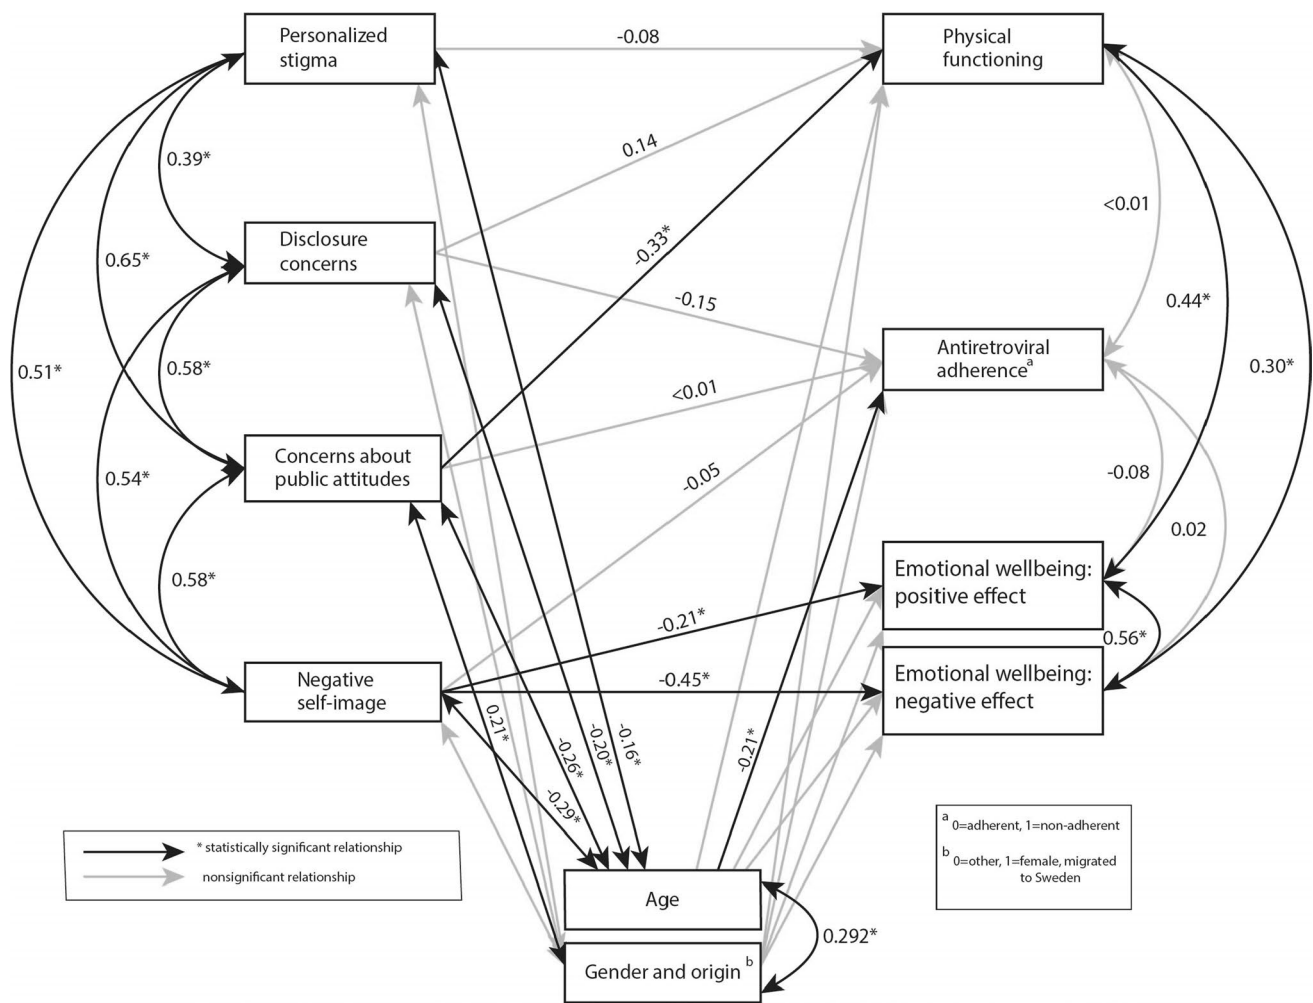 Personalized
stigma
-0.08
Physical
functioning
0.39*
0.14
<0.01
Disclosure
concerns
0.65*
-0.33*
-0.15
0.44*
Antiretroviral
adherence a
0.51*
0.58*
<0.01
0.30*
Concerns about
public attitudes
0.54*
-0.05
-0.08
0.02
0.58*
Emotional wellbeing:
positive effect
-0.21*
0.56*
Negative
self-image
-0.45*
Emotional wellbeing:
negative effect
0.21*
-0.26*
-0.20*
-0.16*
-0.21*
-0.29*
* statistically significant relationship
nonsignificant relationship
a 0=adherent, 1=non-adherent
b 0=other, 1=female, migrated
to Sweden
Age
0.292*
Gender and origin b